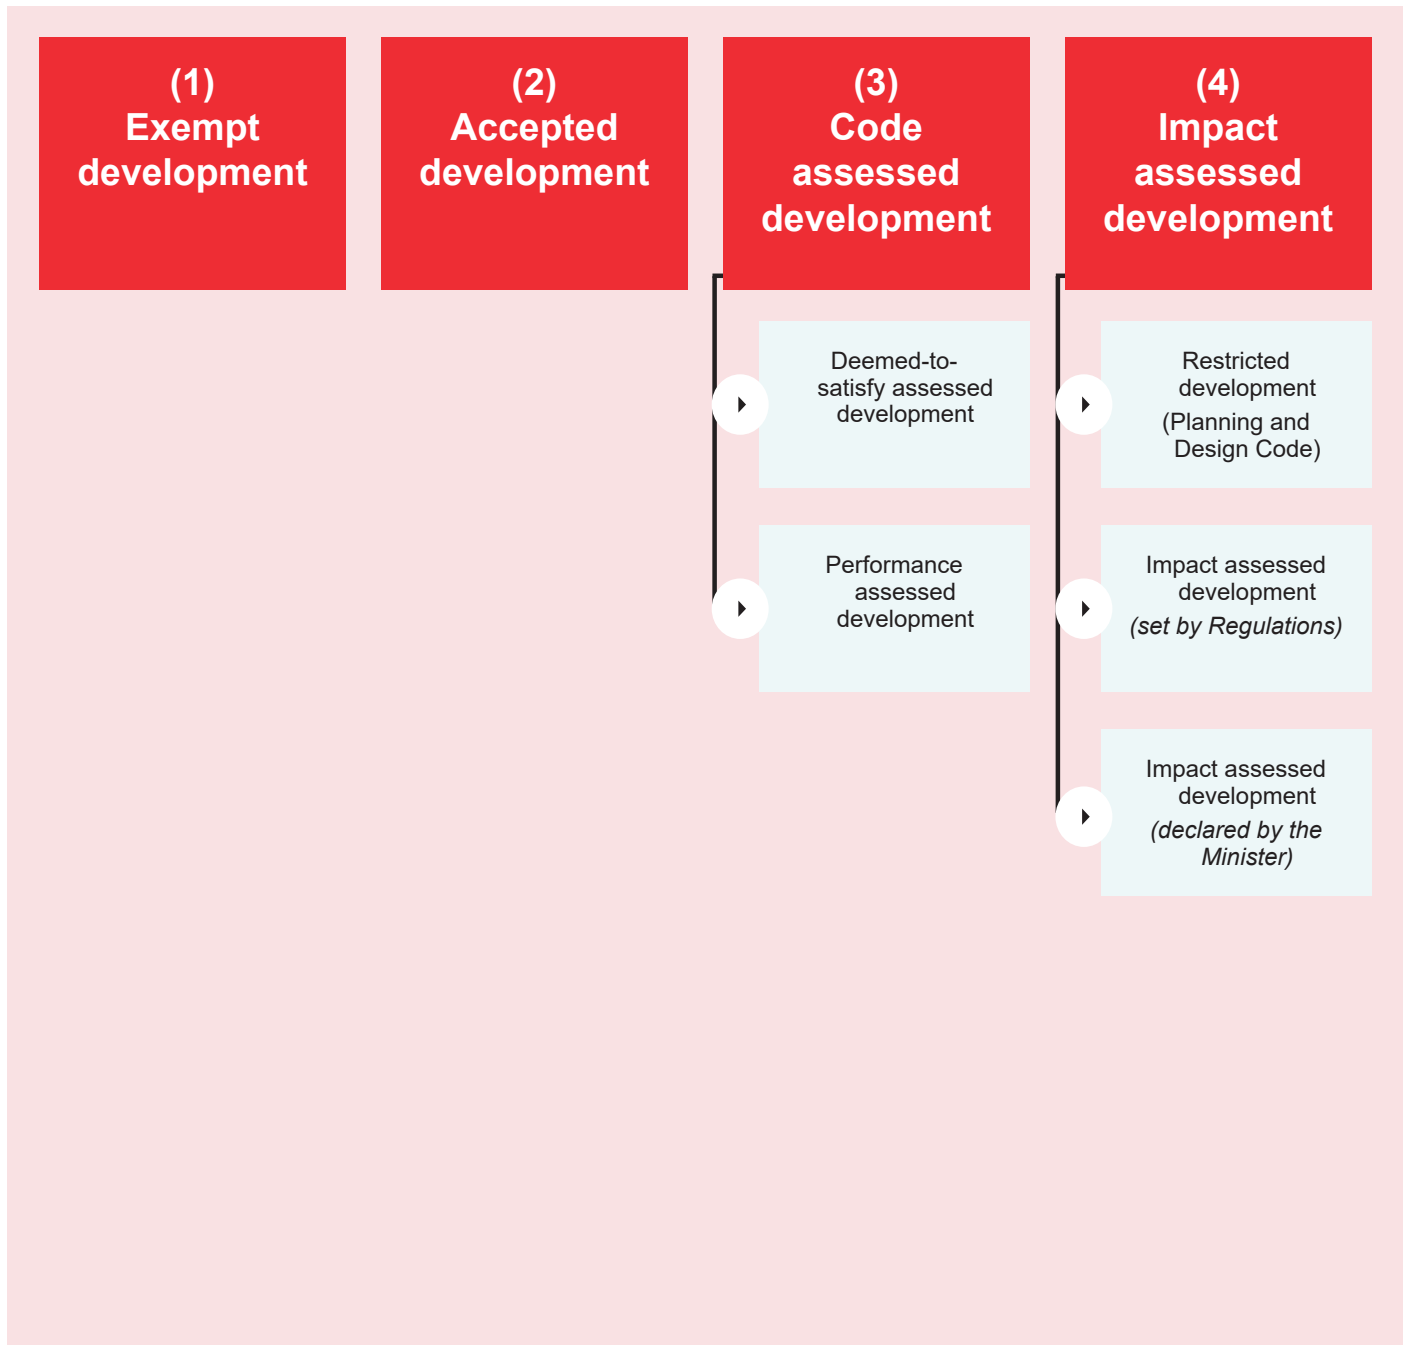 (1)
Exempt
development
(2)
Accepted
development
(3)
Code
assessed
development
(4)
Impact
assessed
development
Deemed-to-
satisfy assessed
development
Performance
assessed
development
Restricted
development
(Planning and
Design Code)
Impact assessed
development
(set by Regulations)
Impact assessed
development
(declared by the
Minister)